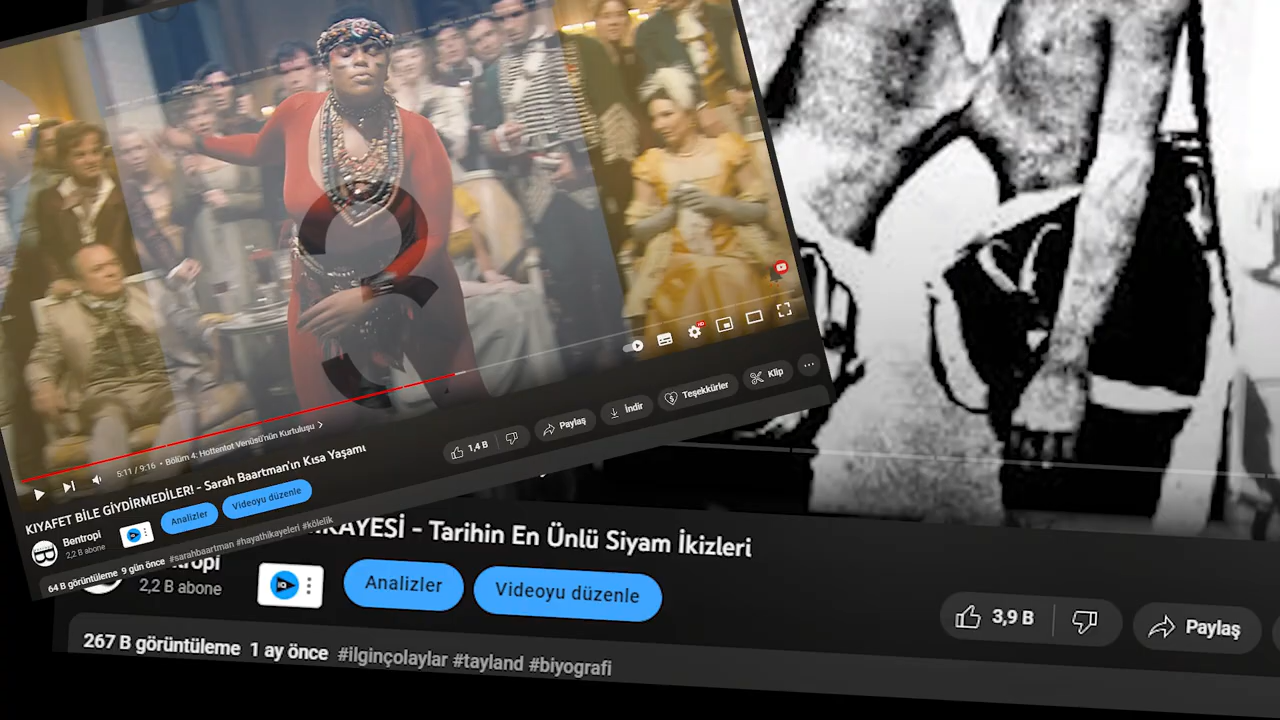 5:11 / 9:16 • Bölüm 4: Hottentot Venüsü'nün Kurtuluşu
KIYAFET BİLE GİYDİRMEDİLER! - Sarah Baartman'ın Kısa Yaşamı
Bentropi
2,2 B abone
Analizler
Videoyu düzenle
1,4 B
Paylaş
İndir
Teşekkürler
Klip
64 B görüntüleme 9 gün önce #sarahbaartman #hayathikayeleri #kölelik
- Tarihin En Ünlü Siyam İkizleri
2,2 B abone
Analizler
Videoyu düzenle
3,9 B
Paylaş
267 B görüntüleme 1 ay önce #ilginçolaylar #tayland #biyografi